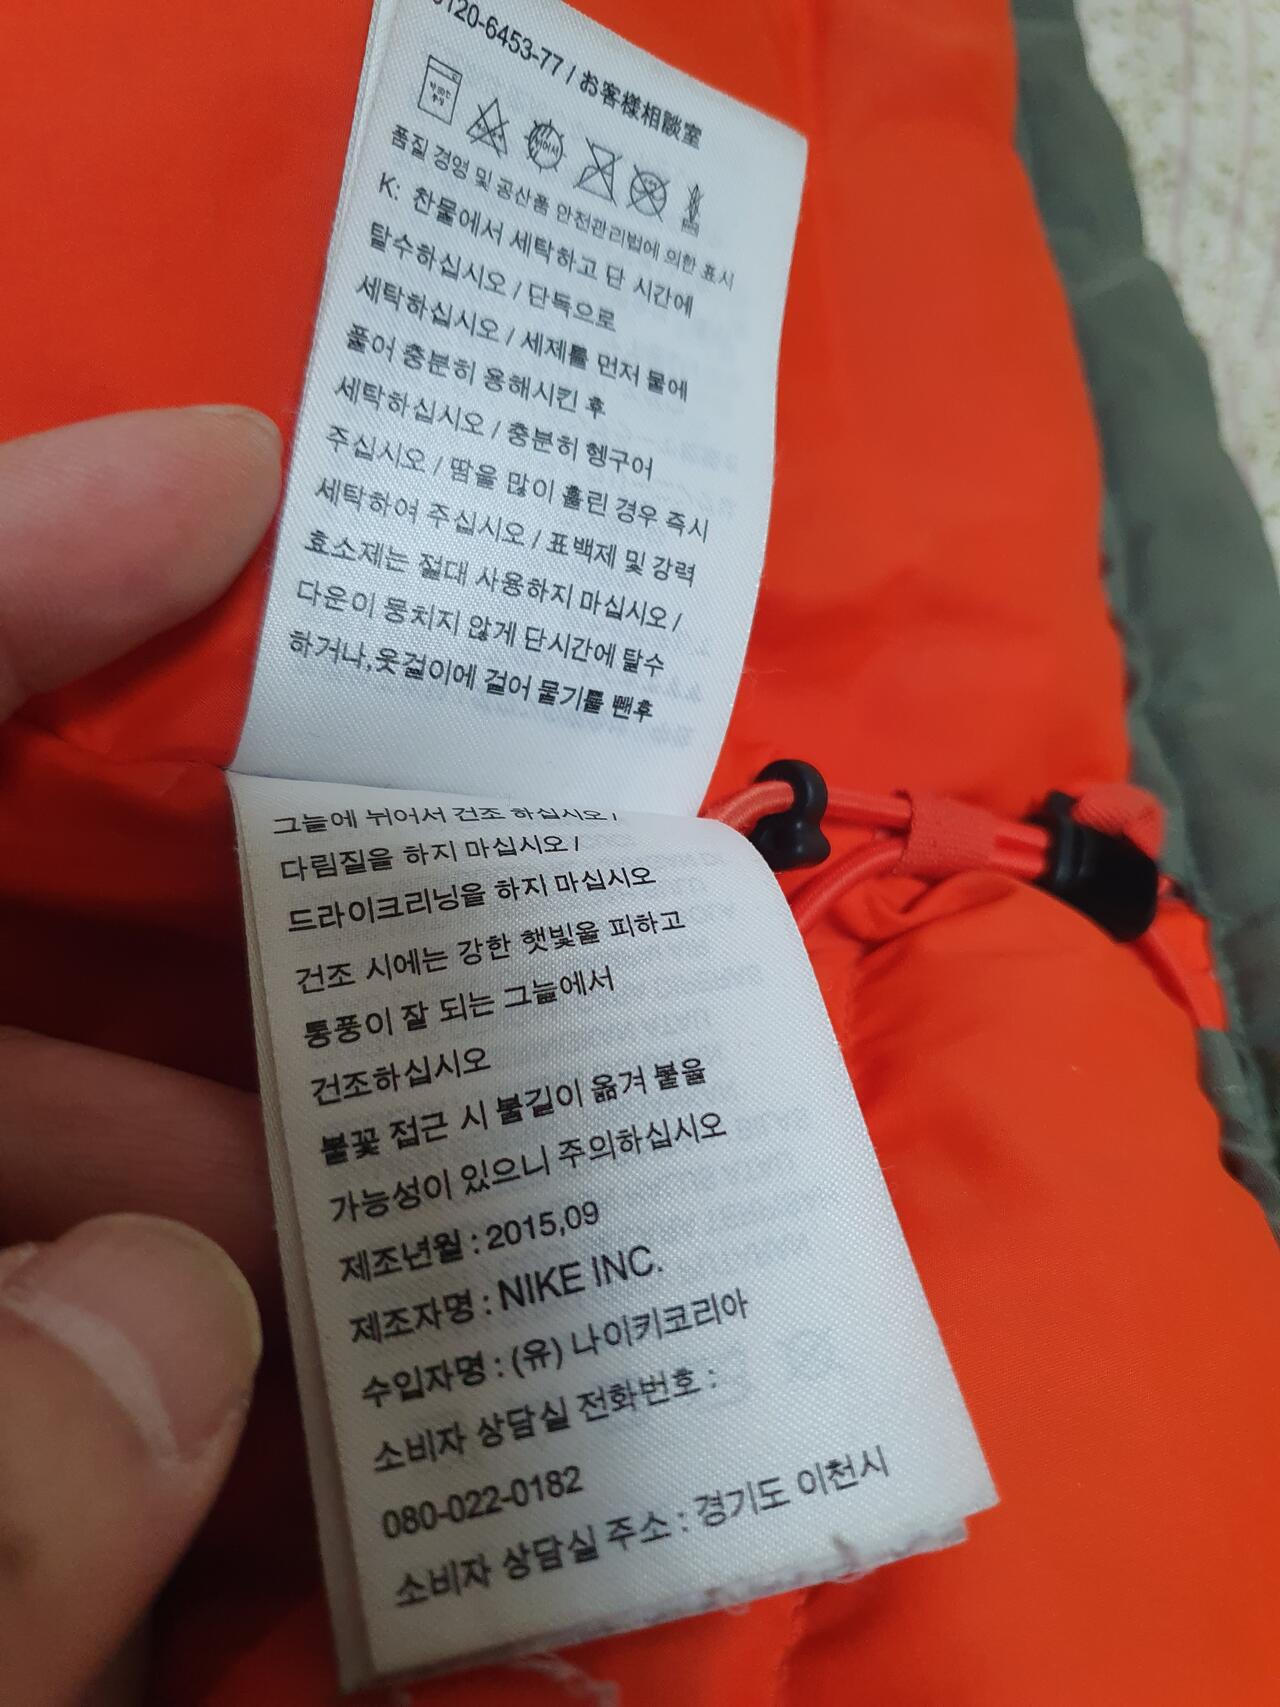 0120-6453-77 / お客様相談室
품질 경영 및 공산품 안전관리법에 의한 표시
K: 찬물에서 세탁하고 단 시간에
탈수하십시오 / 단독으로
세탁하십시오 / 세제를 먼저 물에
풀어 충분히 용해시킨 후
세탁하십시오 / 충분히 헹구어
주십시오 / 땀을 많이 흘린 경우 즉시
세탁하여 주십시오 / 표백제 및 강력
효소제는 절대 사용하지 마십시오 /
다운이 뭉치지 않게 단시간에 탈수
하거나,옷걸이에 걸어 물기를 뺀후
그늘에 뉘어서 건조 하십시오 /
다림질을 하지 마십시오 /
드라이크리닝을 하지 마십시오
건조 시에는 강한 햇빛을 피하고
통풍이 잘 되는 그늘에서
건조하십시오
불꽃 접근 시 불길이 옮겨 붙을
가능성이 있으니 주의하십시오
제조년월 : 2015,09
제조자명 : NIKE INC.
수입자명 : (유) 나이키코리아
소비자 상담실 전화번호 :
080-022-0182
소비자 상담실 주소 : 경기도 이천시